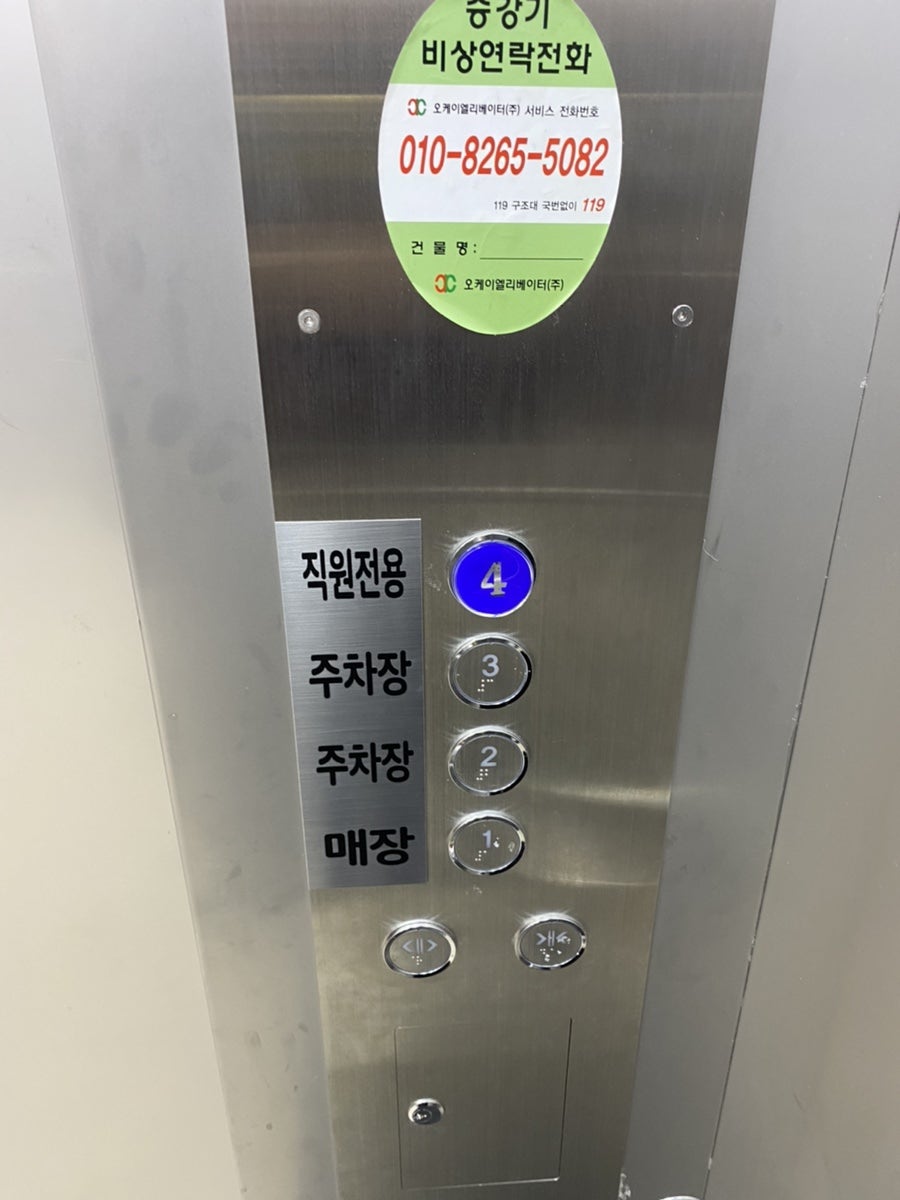 승강기
비상연락전화
오케이엘리베이터(주) 서비스 전화번호
010-8265-5082
119 구조대 국번없이 119
건 물 명 :
오케이엘리베이터(주)
직원전용 4
주차장 3
주차장 2
매장 1